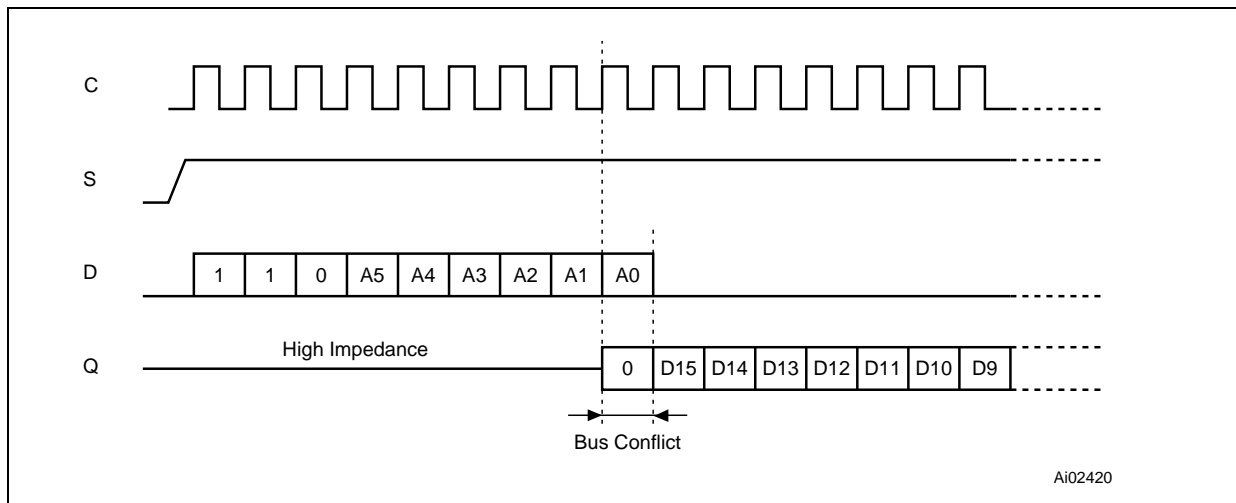 C
S
D 1 1 0 A5 A4 A3 A2 A1 A0
High Impedance
Q 0 D15 D14 D13 D12 D11 D10 D9
Bus Conflict
Ai02420